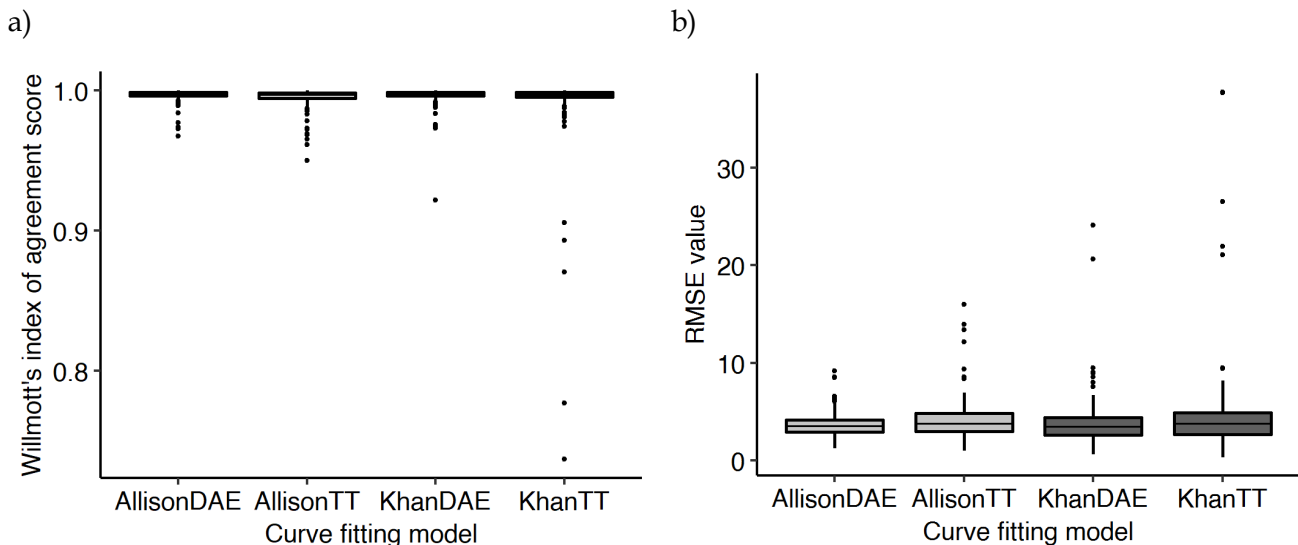 a)
Willmott's index of agreement score
1.0
0.9
0.8
AllisonDAE AllisonTT KhanDAE KhanTT
Curve fitting model
b)
RMSE value
30
20
10
0
AllisonDAE AllisonTT KhanDAE KhanTT
Curve fitting model